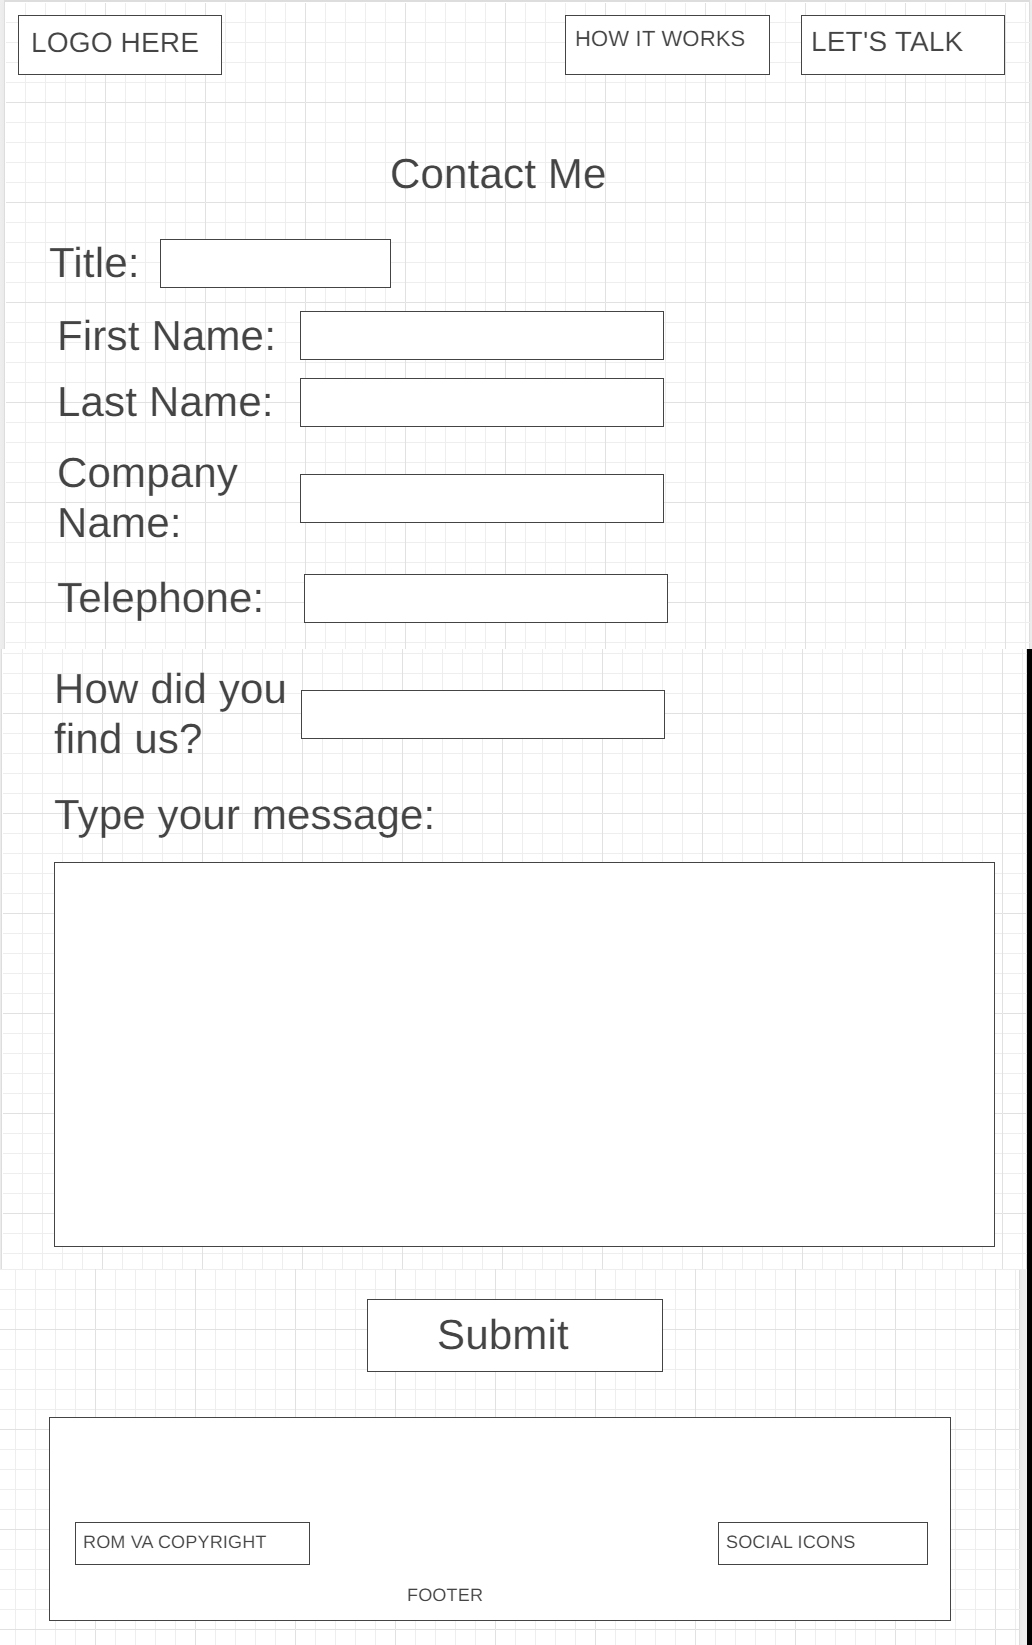 LOGO HERE
HOW IT WORKS
LET'S TALK
Contact Me
Title:
First Name:
Last Name:
Company
Name:
Telephone:
How did you
find us?
Type your message:
Submit
ROM VA COPYRIGHT
SOCIAL ICONS
FOOTER